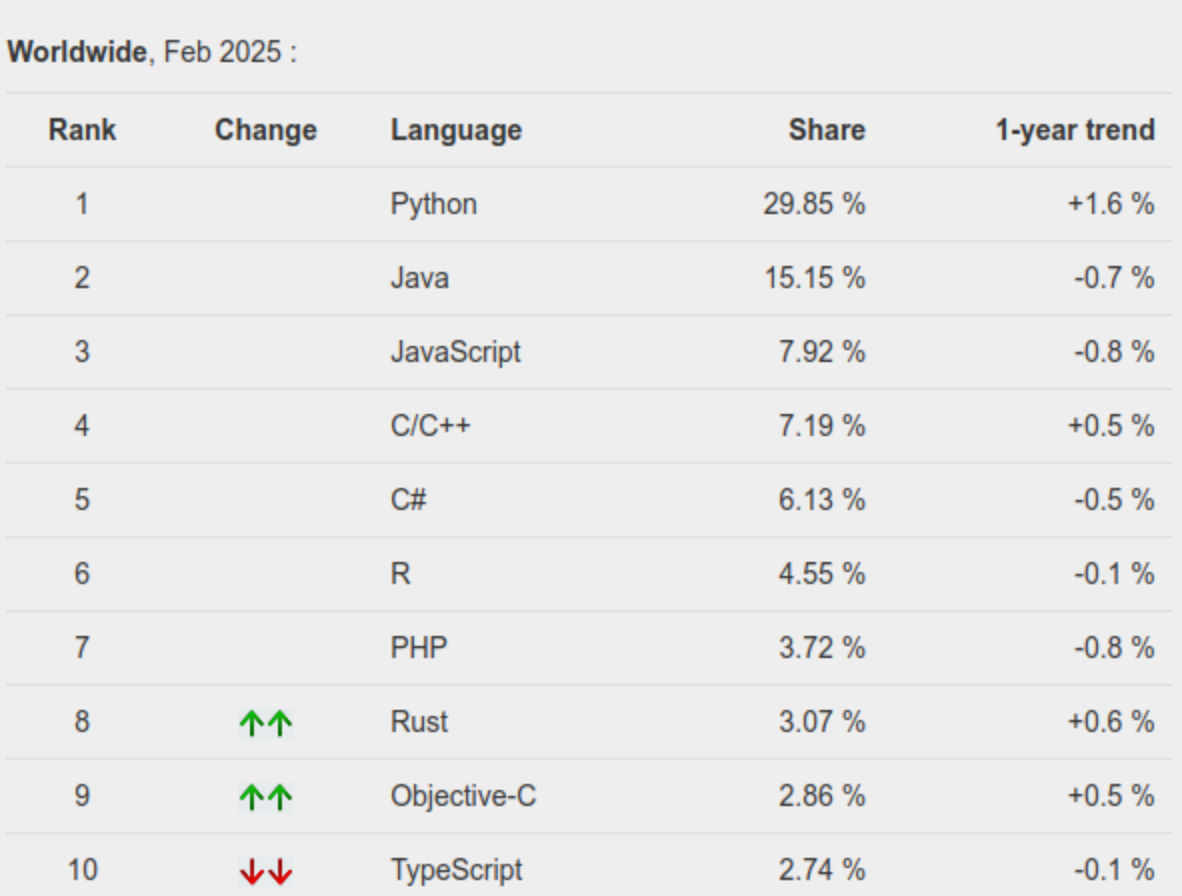 Worldwide, Feb 2025 :
Rank Change Language Share 1-year trend
1 Python 29.85 % +1.6 %
2 Java 15.15 % -0.7 %
3 JavaScript 7.92 % -0.8 %
4 C/C++ 7.19 % +0.5 %
5 C# 6.13 % -0.5 %
6 R 4.55 % -0.1 %
7 PHP 3.72 % -0.8 %
8 ↑↑ Rust 3.07 % +0.6 %
9 ↑↑ Objective-C 2.86 % +0.5 %
10 ↓↓ TypeScript 2.74 % -0.1 %